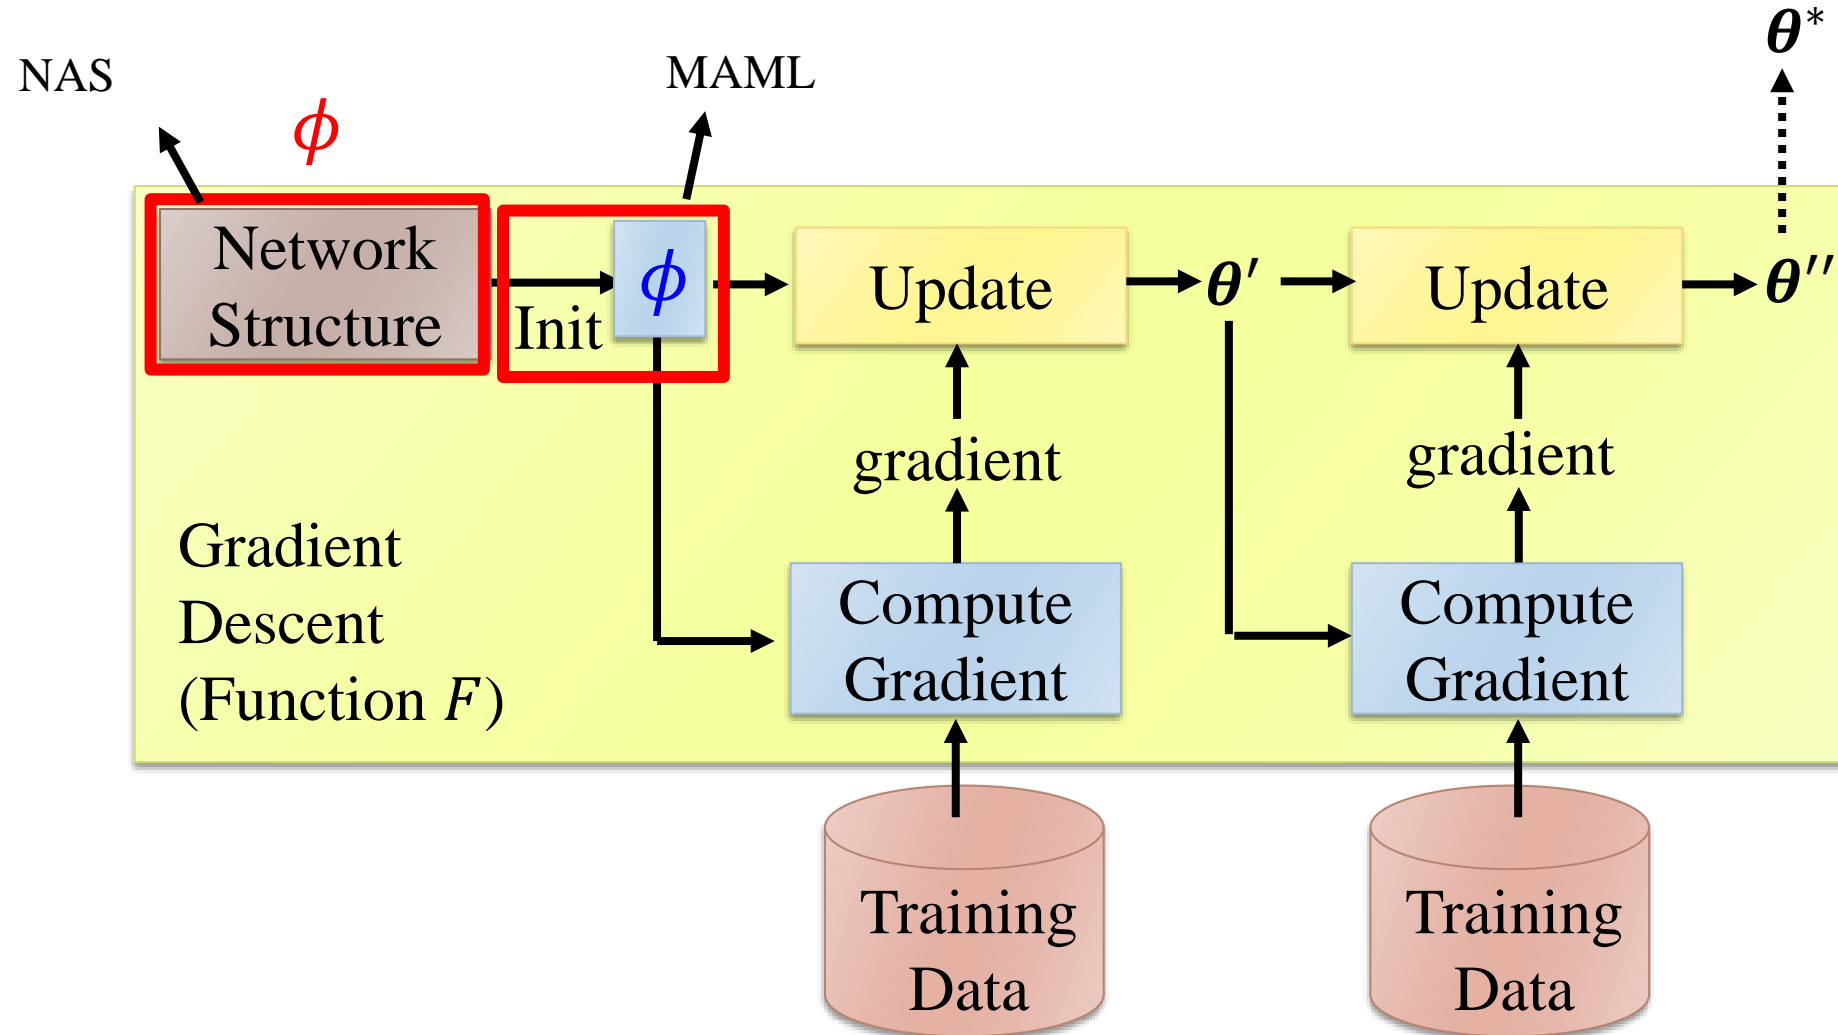 θ*
NAS
MAML
ϕ
Network
Structure
Init
ϕ
Update
θ′
Update
θ′′
gradient
gradient
Gradient
Descent
(Function F)
Compute
Gradient
Compute
Gradient
Training
Data
Training
Data